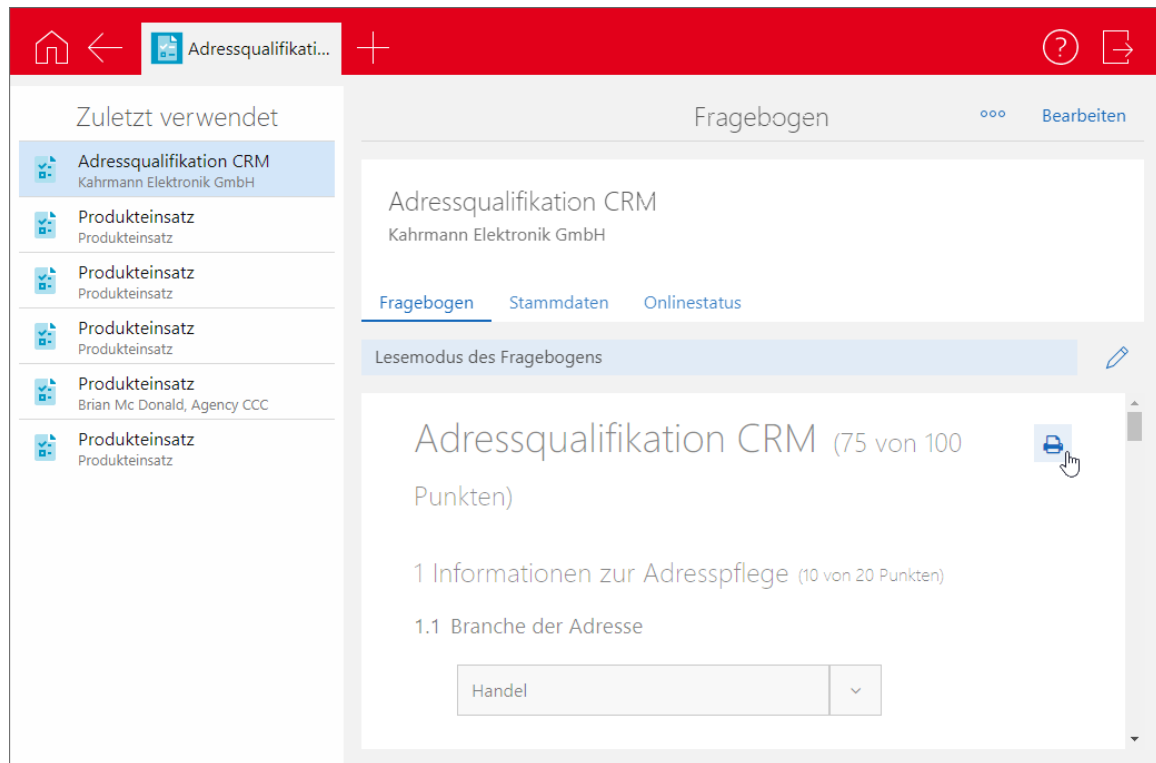 Adressqualifikati...
?
Zuletzt verwendet
Adressqualifikation CRM
Kahrmann Elektronik GmbH
Produkteinsatz
Produkteinsatz
Produkteinsatz
Produkteinsatz
Produkteinsatz
Produkteinsatz
Produkteinsatz
Brian Mc Donald, Agency CCC
Produkteinsatz
Produkteinsatz
Fragebogen
Bearbeiten
Adressqualifikation CRM
Kahrmann Elektronik GmbH
Fragebogen Stammdaten Onlinestatus
Lesemodus des Fragebogens
Adressqualifikation CRM (75 von 100
Punkten)
1 Informationen zur Adresspflege (10 von 20 Punkten)
1.1 Branche der Adresse
Handel